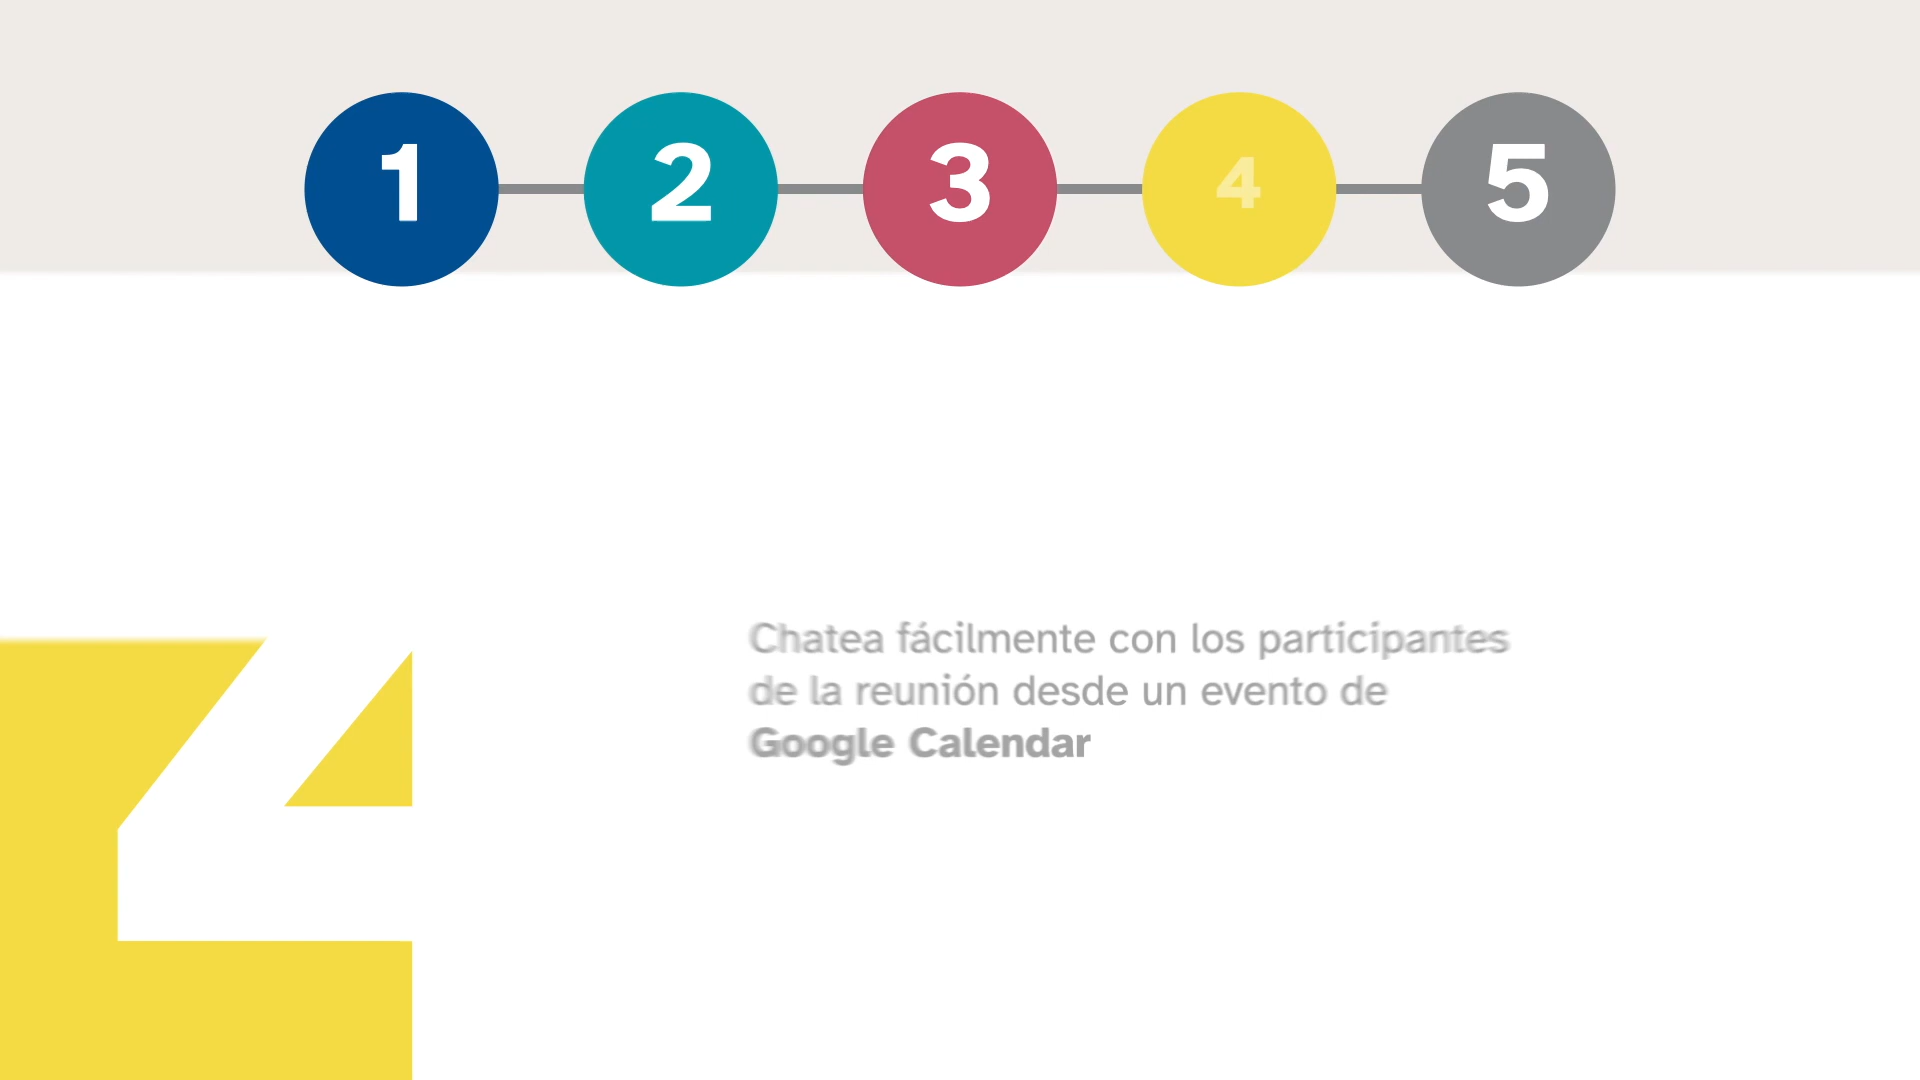 1 2 3 4 5
4
Chatea fácilmente con los participantes
de la reunión desde un evento de
Google Calendar